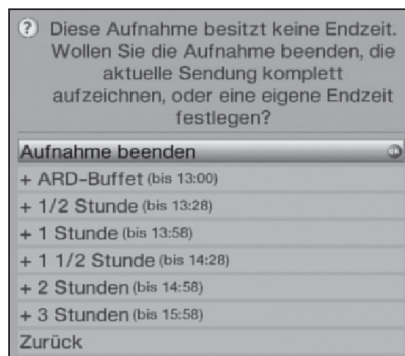 Diese Aufnahme besitzt keine Endzeit.
Wollen Sie die Aufnahme beenden, die
aktuelle Sendung komplett
aufzeichnen, oder eine eigene Endzeit
festlegen?
Aufnahme beenden
+ ARD-Buffet (bis 13:00)
+ 1/2 Stunde (bis 13:28)
+ 1 Stunde (bis 13:58)
+ 1 1/2 Stunde (bis 14:28)
+ 2 Stunden (bis 14:58)
+ 3 Stunden (bis 15:58)
Zurück